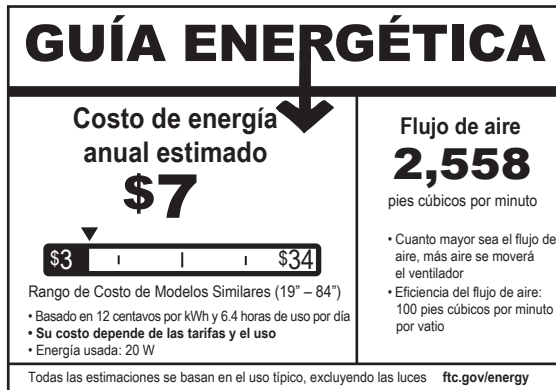 GUÍA ENERGÉTICA
Costo de energía
anual estimado
$7
$3 $34
Rango de Costo de Modelos Similares (19" – 84")
• Basado en 12 centavos por kWh y 6.4 horas de uso por día
• Su costo depende de las tarifas y el uso
• Energía usada: 20 W
Flujo de aire
2,558
pies cúbicos por minuto
• Cuanto mayor sea el flujo de
aire, más aire se moverá
el ventilador
• Eficiencia del flujo de aire:
100 pies cúbicos por minuto
por vatio
Todas las estimaciones se basan en el uso típico, excluyendo las luces ftc.gov/energy